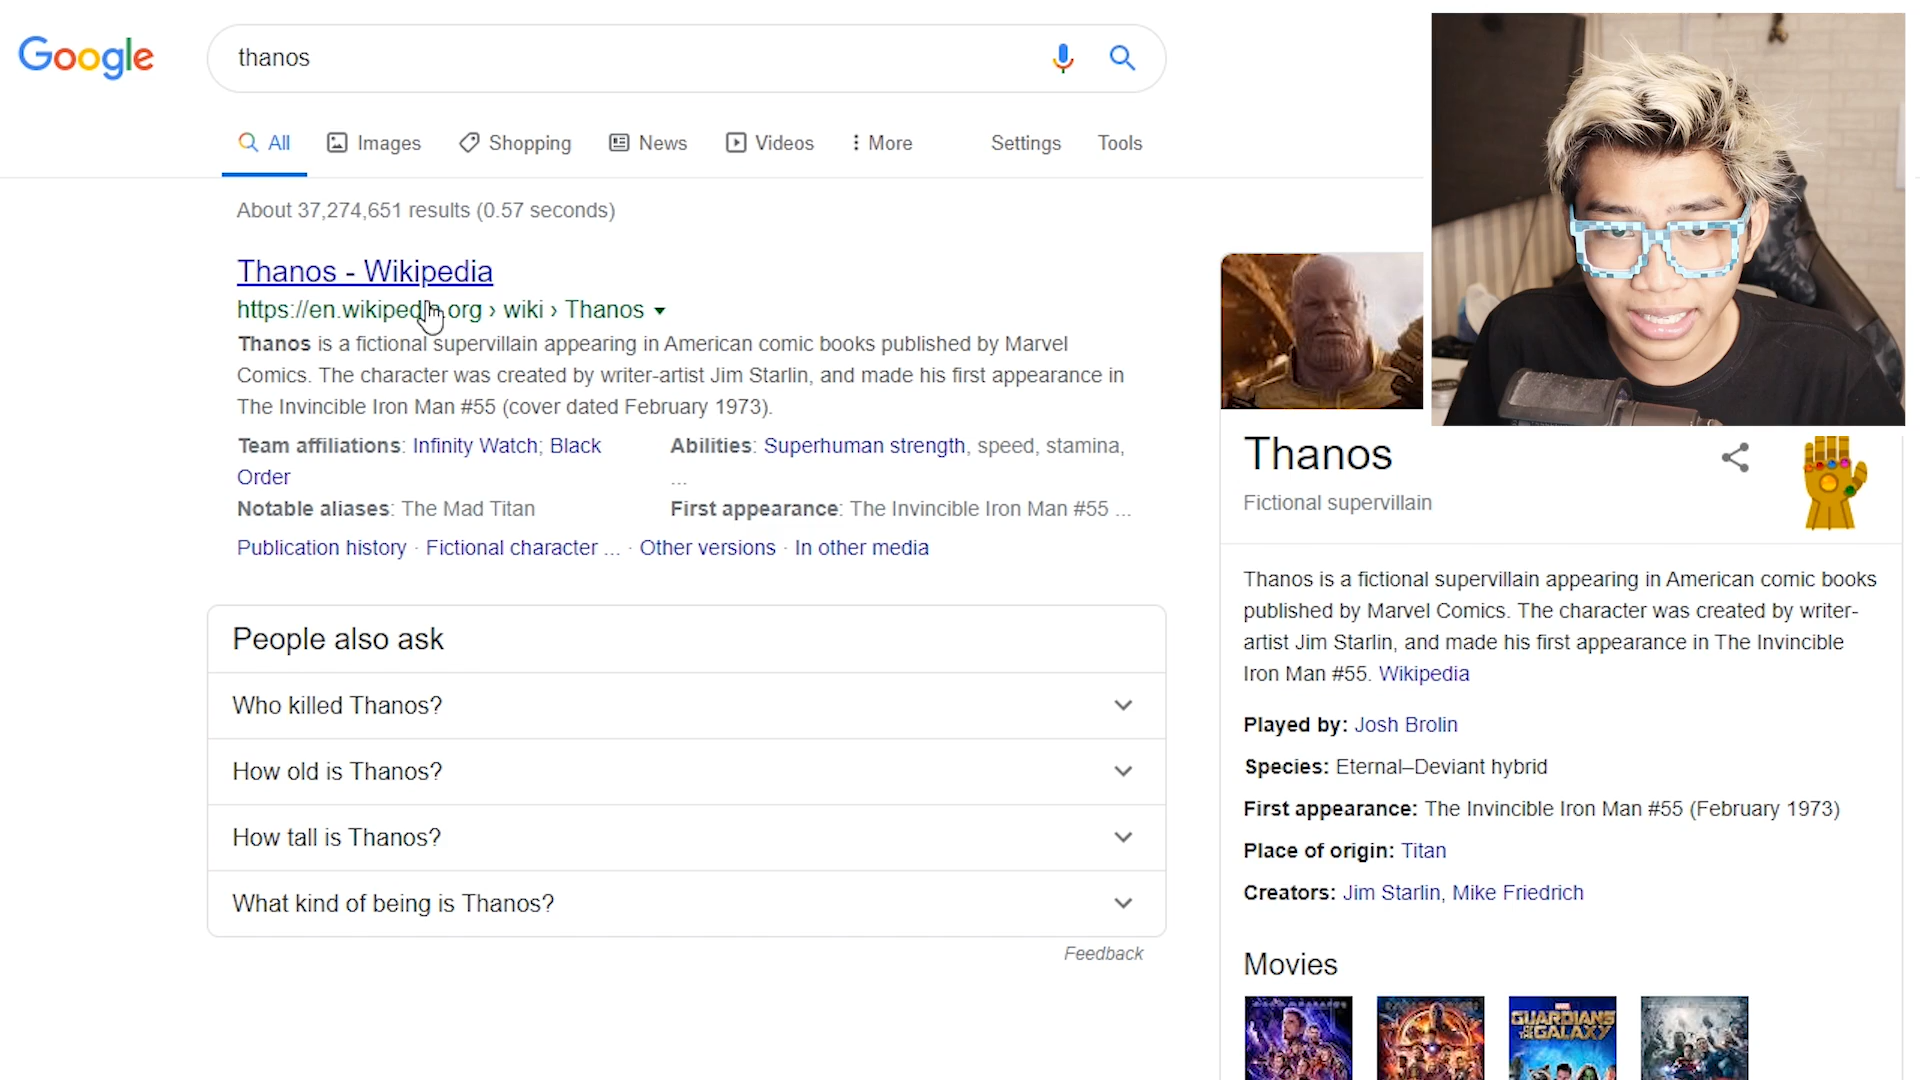 Google
thanos
All
Images
Shopping
News
Videos
More
Settings
Tools
About 37,274,651 results (0.57 seconds)
Thanos - Wikipedia
https://en.wikipedia.org › wiki › Thanos
Thanos is a fictional supervillain appearing in American comic books published by Marvel
Comics. The character was created by writer-artist Jim Starlin, and made his first appearance in
The Invincible Iron Man #55 (cover dated February 1973).
Team affiliations: Infinity Watch; Black
Order
Notable aliases: The Mad Titan
Abilities: Superhuman strength, speed, stamina,
...
First appearance: The Invincible Iron Man #55 ...
Publication history · Fictional character ... · Other versions · In other media
People also ask
Who killed Thanos?
How old is Thanos?
How tall is Thanos?
What kind of being is Thanos?
Feedback
Thanos
Fictional supervillain
Thanos is a fictional supervillain appearing in American comic books
published by Marvel Comics. The character was created by writer-
artist Jim Starlin, and made his first appearance in The Invincible
Iron Man #55. Wikipedia
Played by: Josh Brolin
Species: Eternal–Deviant hybrid
First appearance: The Invincible Iron Man #55 (February 1973)
Place of origin: Titan
Creators: Jim Starlin, Mike Friedrich
Movies
GUARDIANS
OF THE GALAXY